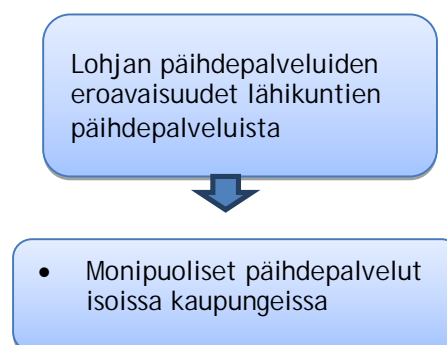 Lohjan päihdepalveluiden
eroavaisuudet lähikuntien
päihdepalveluista
• Monipuoliset päihdepalvelut
isoissa kaupungeissa